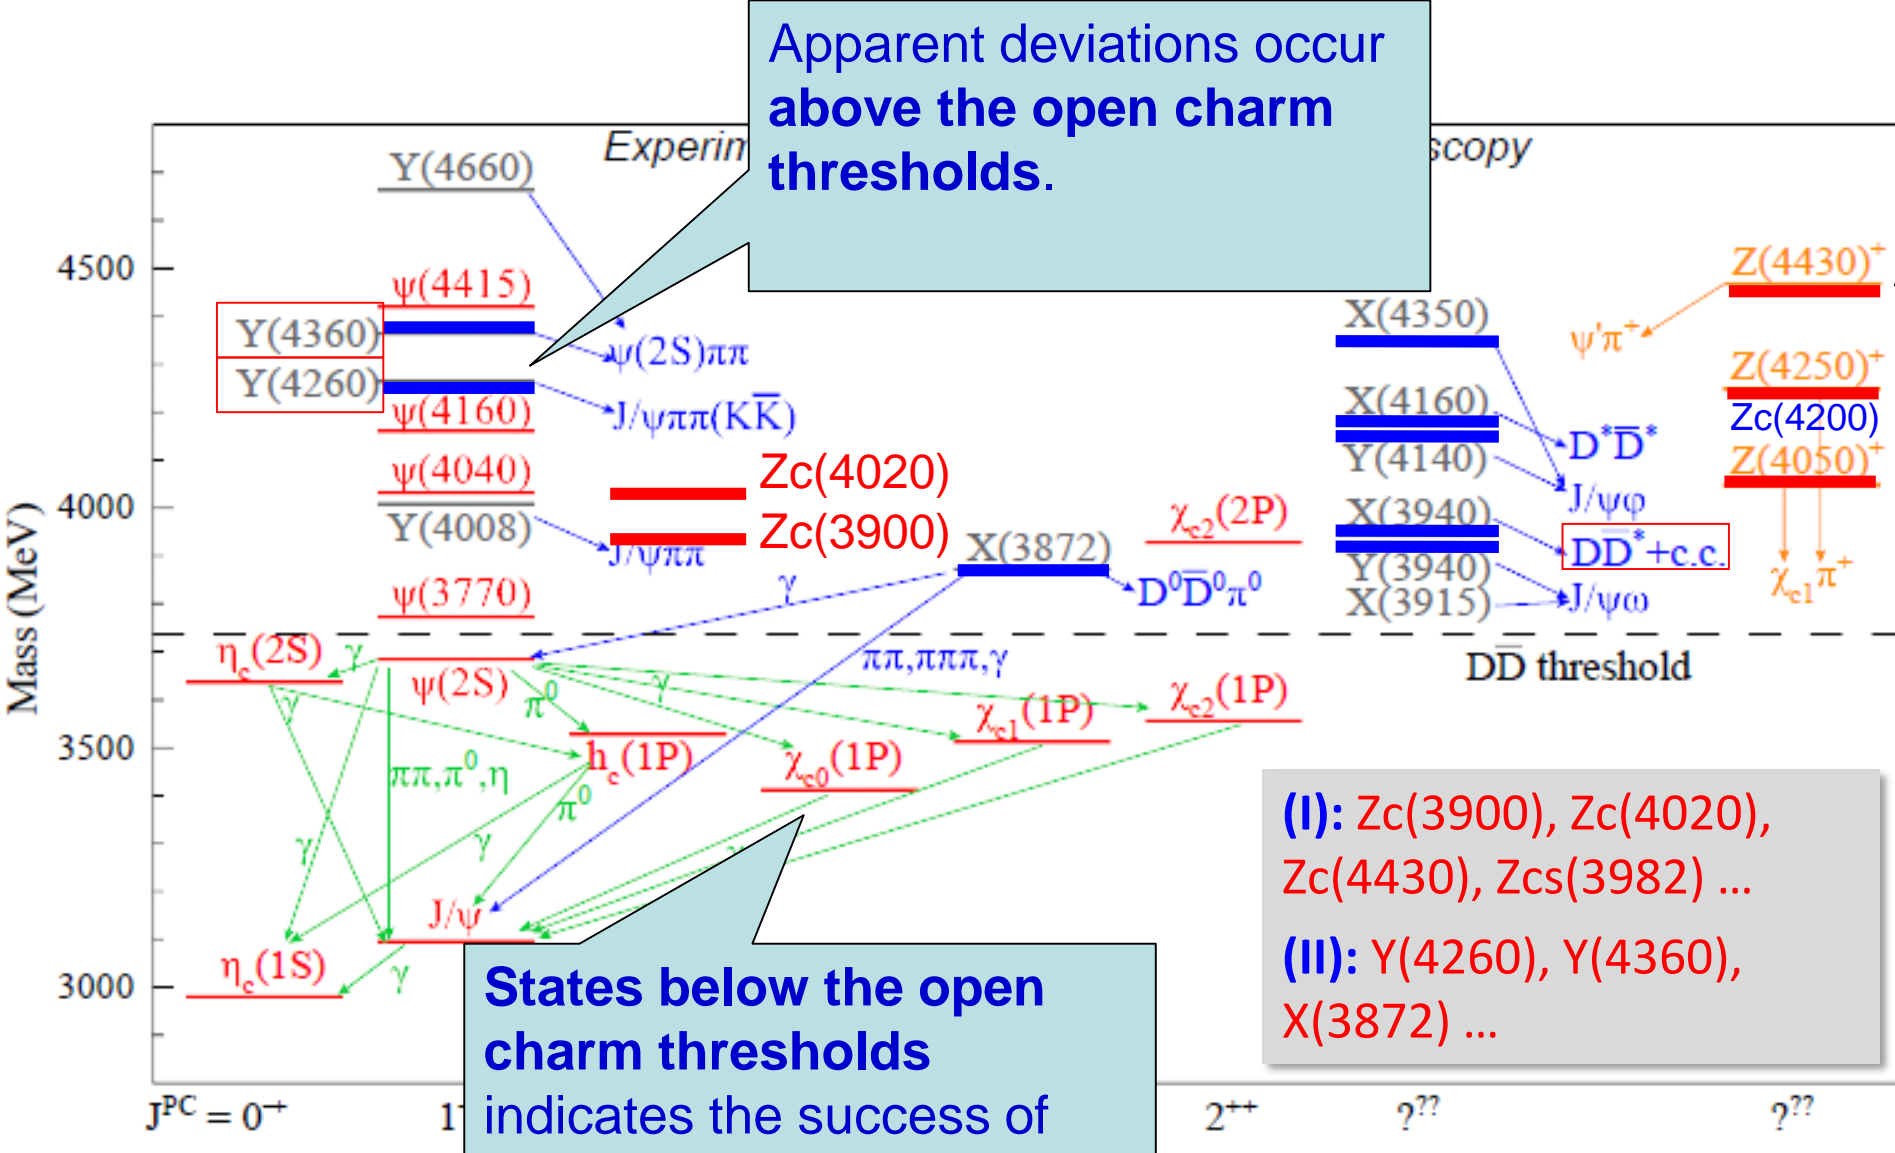 Apparent deviations occur
above the open charm
thresholds.
Y(4660)
4500
ψ(4415)
Y(4360)
ψ(2S)ππ
Y(4260)
J/ψππ(KK̅)
ψ(4160)
ψ(4040)
Zc(4020)
4000
Y(4008)
Zc(3900)
J/ψππ
X(3872)
χc2(2P)
D⁰D̅⁰π⁰
γ
ψ(3770)
X(4350)
X(4160)
D*D̅*
Y(4140)
J/ψφ
X(3940)
DD̅*+c.c.
Y(3940)
X(3915)
J/ψω
Z(4430)⁺
ψ'π⁺
Z(4250)⁺
Zc(4200)
Z(4050)⁺
χc1π⁺
Mass (MeV)
DD̅ threshold
ηc(2S)
γ
ψ(2S)
π⁰
γ
ππ,πππ,γ
χc1(1P)
χc2(1P)
3500
γ
hc(1P)
χc0(1P)
ππ,π⁰,η
π⁰
γ
γ
J/ψ
ηc(1S)
γ
3000
States below the open
charm thresholds
indicates the success of
(I): Zc(3900), Zc(4020),
Zc(4430), Zcs(3982) ...
(II): Y(4260), Y(4360),
X(3872) ...
Jᴾᶜ = 0⁻⁺
2⁺⁺
?^??
?^??